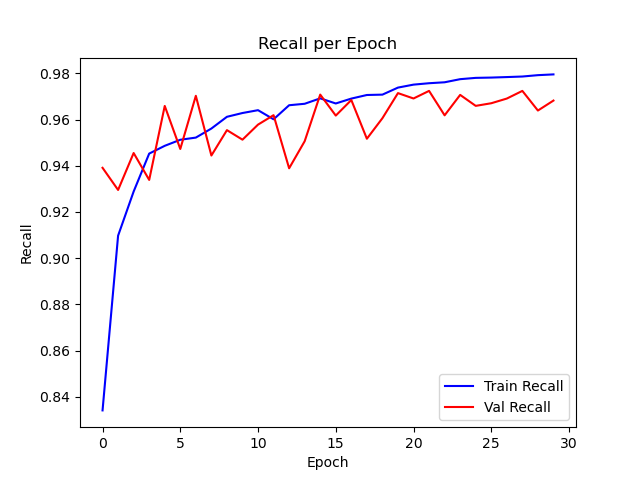 Recall per Epoch
0.98
0.96
0.94
0.92
0.90
0.88
0.86
0.84
Recall
Train Recall
Val Recall
0 5 10 15 20 25 30
Epoch